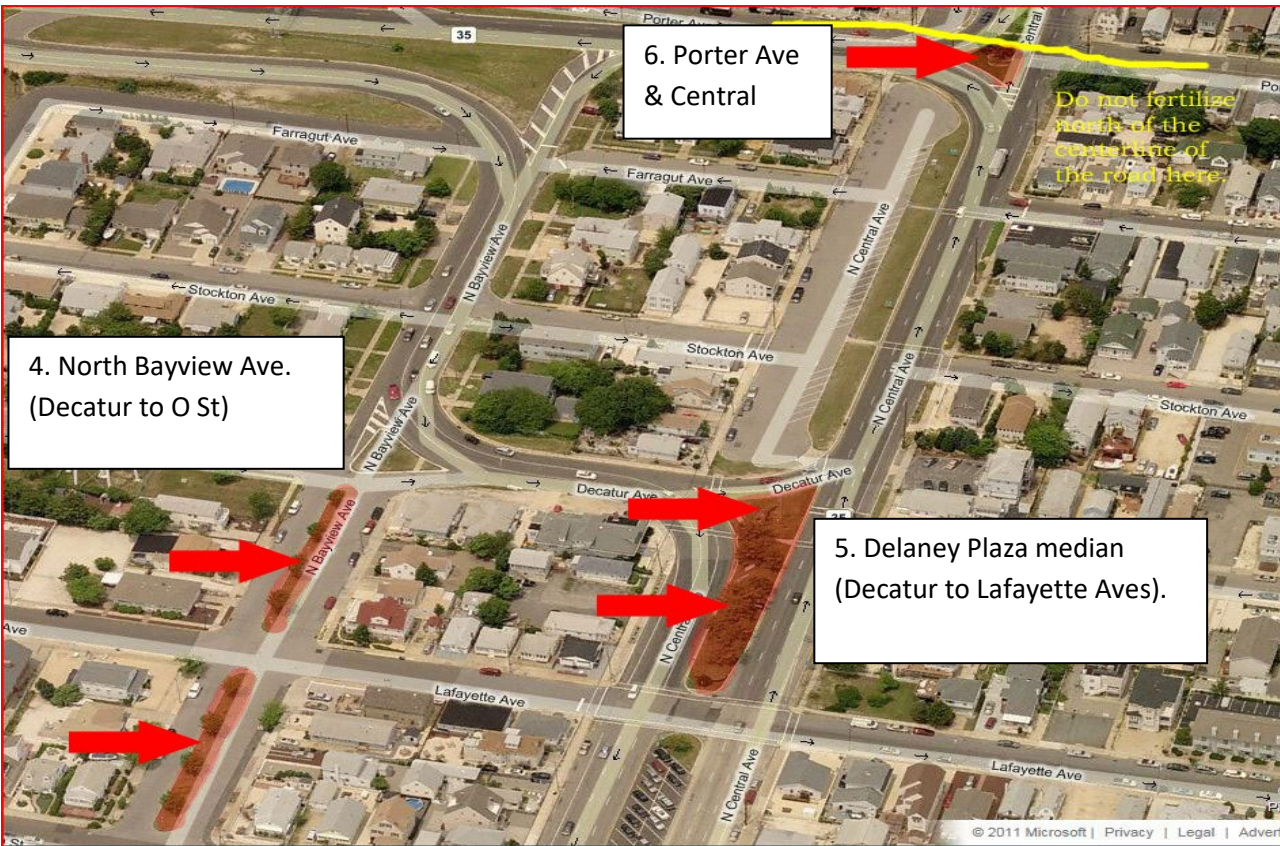 Porter Ave
Central
35
6. Porter Ave
& Central
Do not fertilize
north of the
centerline of
the road here.
Farragut Ave
Farragut Ave
N Central Ave
N Bayview Ave
Stockton Ave
Stockton Ave
Stockton Ave
N Central Ave
4. North Bayview Ave.
(Decatur to O St)
N Bayview Ave
Decatur Ave
Decatur Ave
35
N Bayview Ave
5. Delaney Plaza median
(Decatur to Lafayette Aves).
Ave
N Central
Lafayette Ave
Lafayette Ave
N Central Ave
St
© 2011 Microsoft | Privacy | Legal | Advert